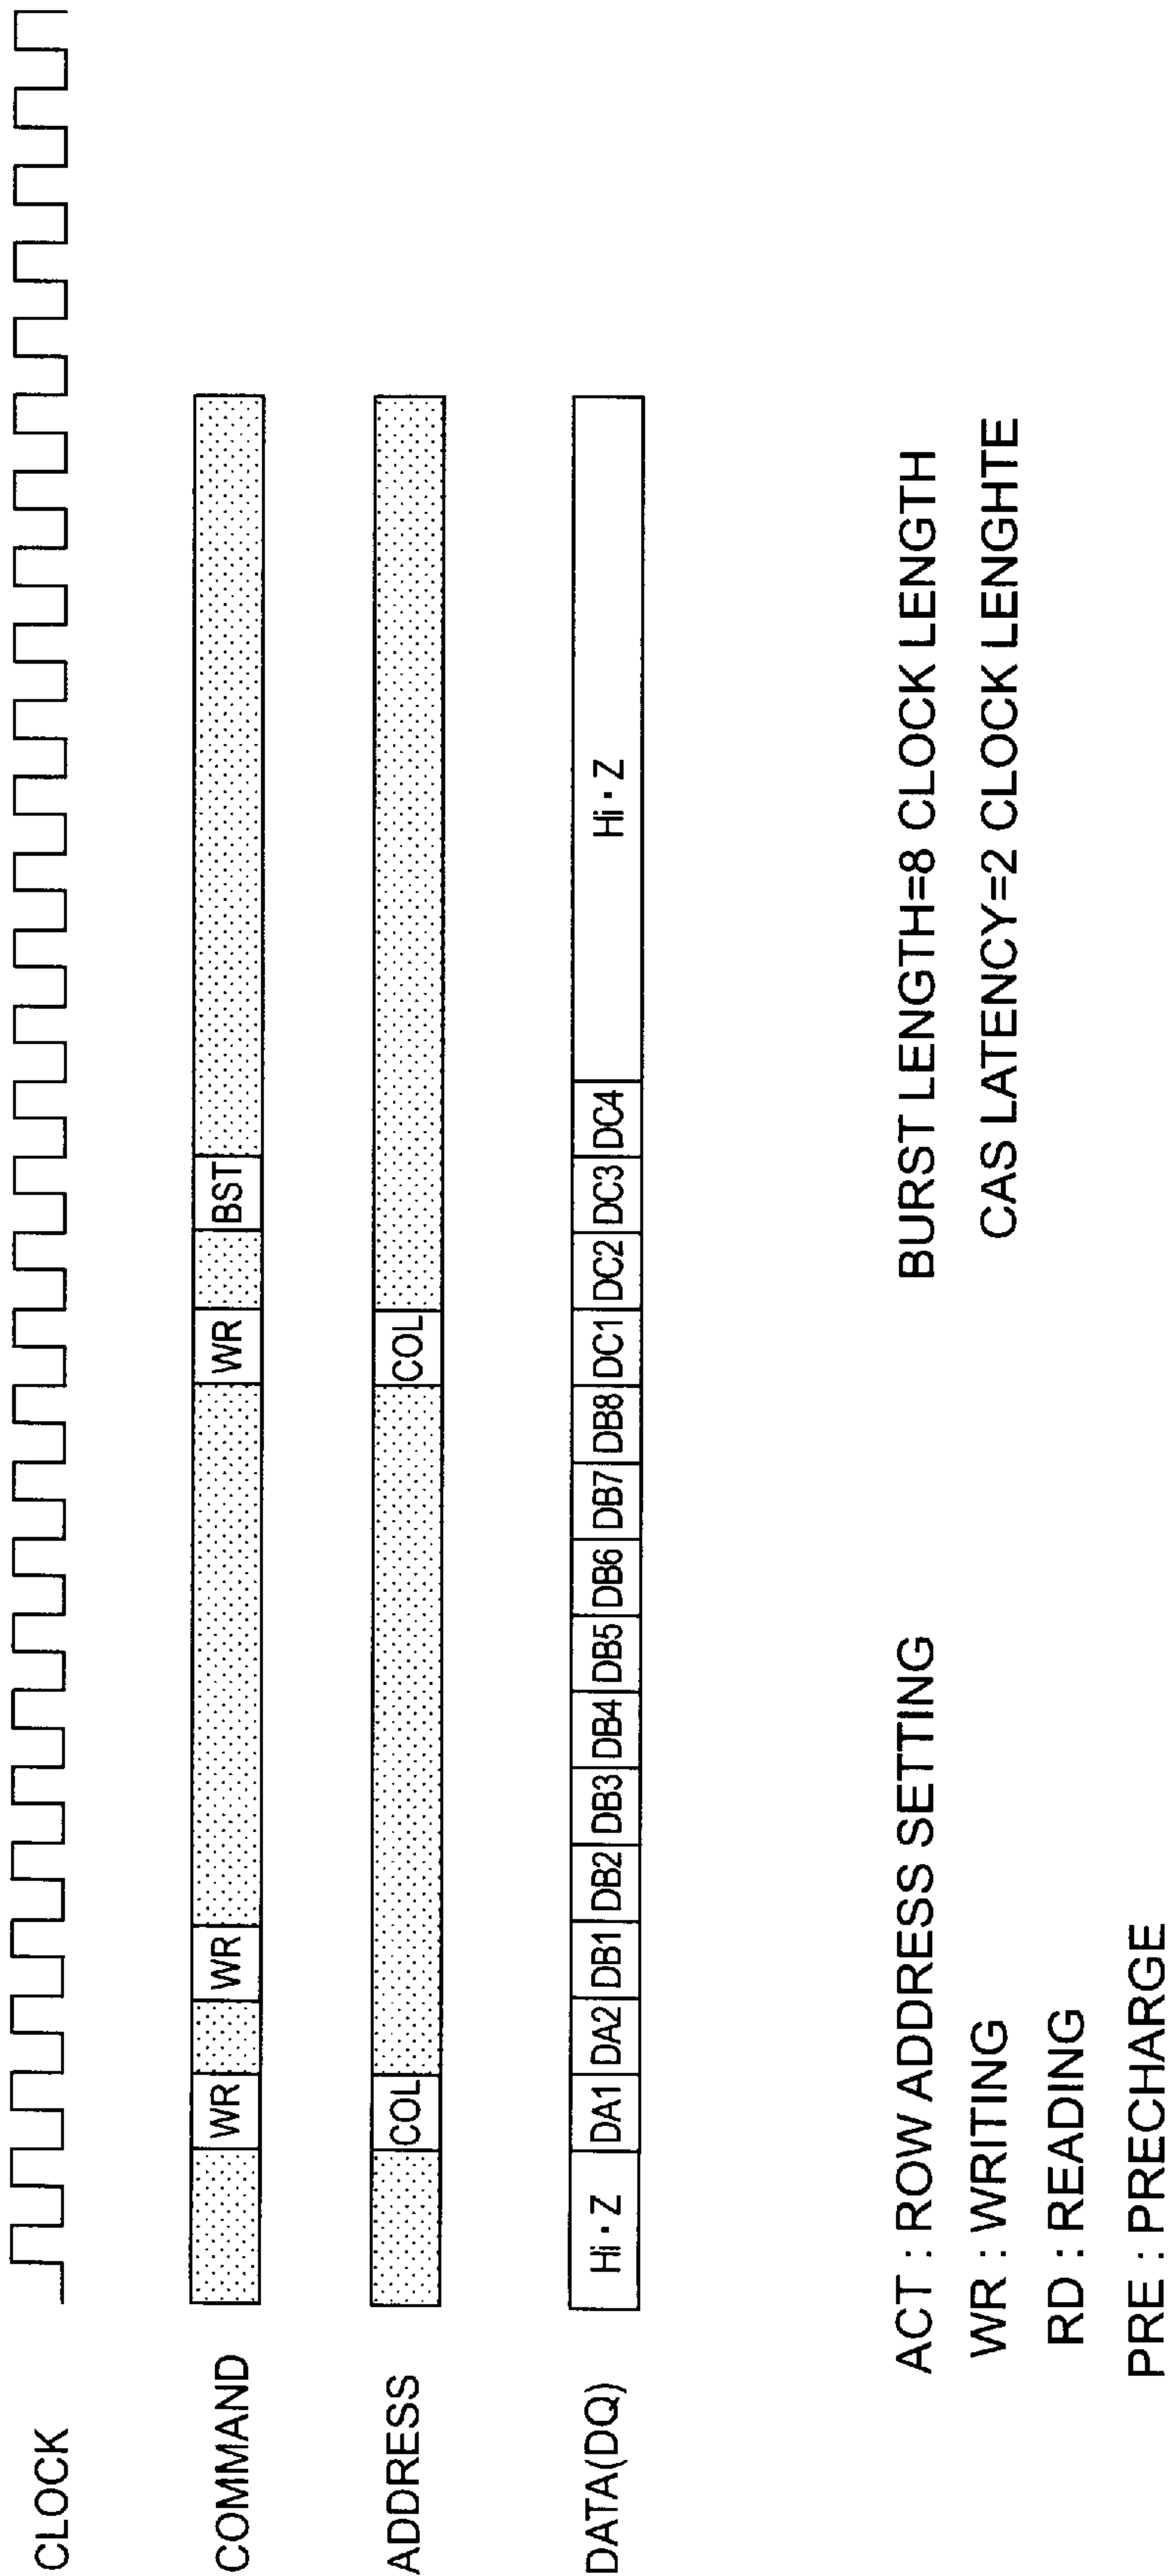 CLOCK
COMMAND WR WR WR BST
ADDRESS COL COL
DATA(DQ) Hi・Z DA1 DA2 DB1 DB2 DB3 DB4 DB5 DB6 DB7 DB8 DC1 DC2 DC3 DC4 Hi・Z
ACT : ROW ADDRESS SETTING
BURST LENGTH=8 CLOCK LENGTH
WR : WRITING
CAS LATENCY=2 CLOCK LENGHTE
RD : READING
PRE : PRECHARGE